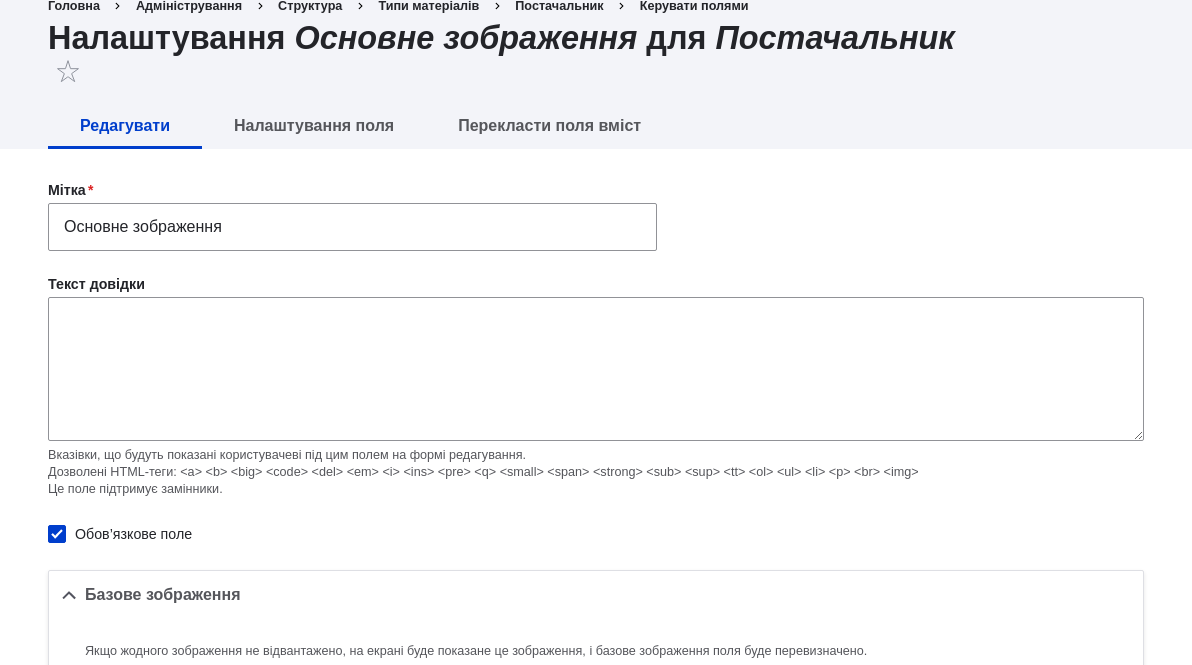 Головна > Адміністрування > Структура > Типи матеріалів > Постачальник > Керувати полями
Налаштування Основне зображення для Постачальник
Редагувати Налаштування поля Перекласти поля вміст
Мітка*
Основне зображення
Текст довідки
Вказівки, що будуть показані користувачеві під цим полем на формі редагування.
Дозволені HTML-теги: <a> <b> <big> <code> <del> <em> <i> <ins> <pre> <q> <small> <span> <strong> <sub> <sup> <tt> <ol> <ul> <li> <p> <br> <img>
Це поле підтримує замінники.
Обов'язкове поле
Базове зображення
Якщо жодного зображення не відвантажено, на екрані буде показане це зображення, і базове зображення поля буде перевизначено.